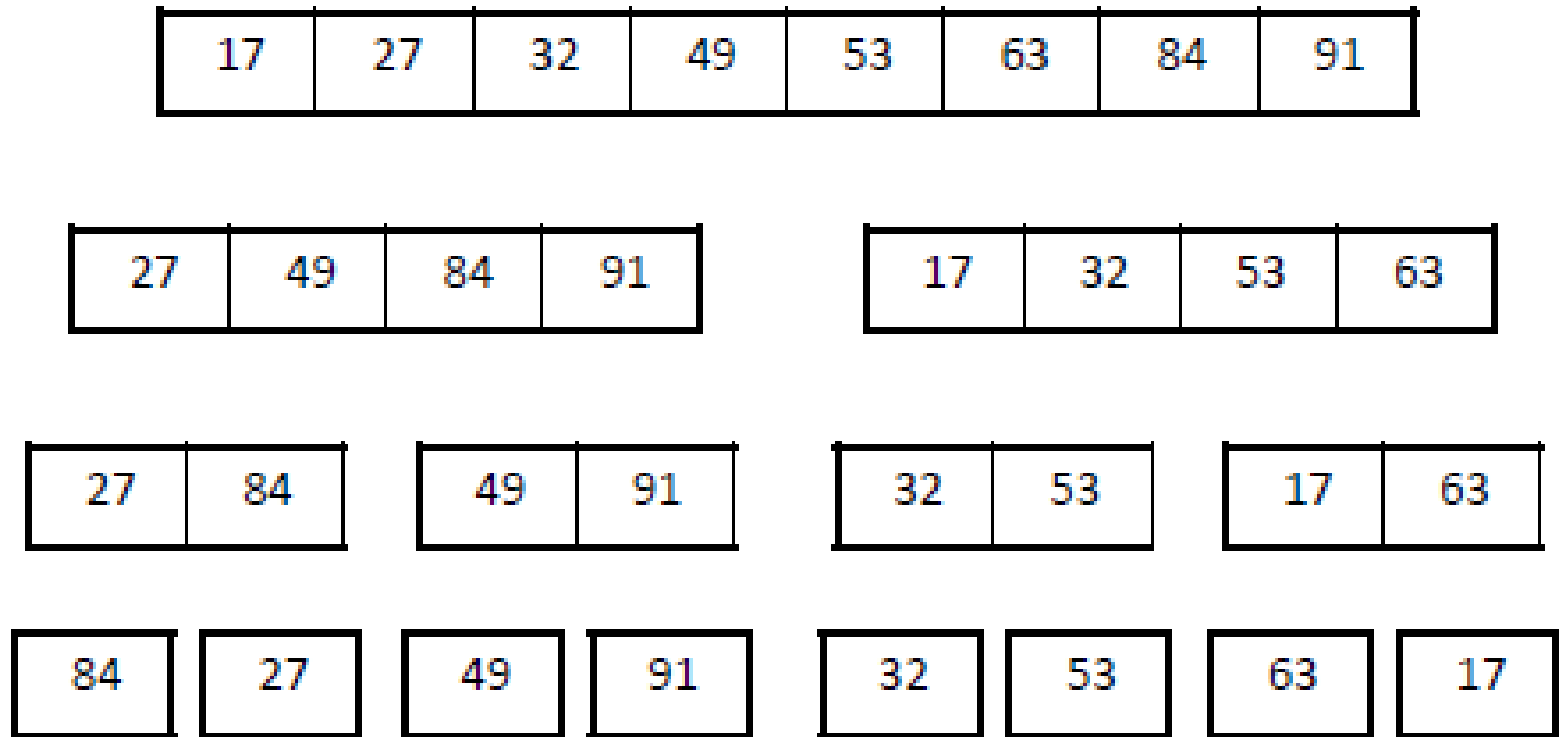 17 27 32 49 53 63 84 91
27 49 84 91 17 32 53 63
27 84 49 91 32 53 17 63
84 27 49 91 32 53 63 17